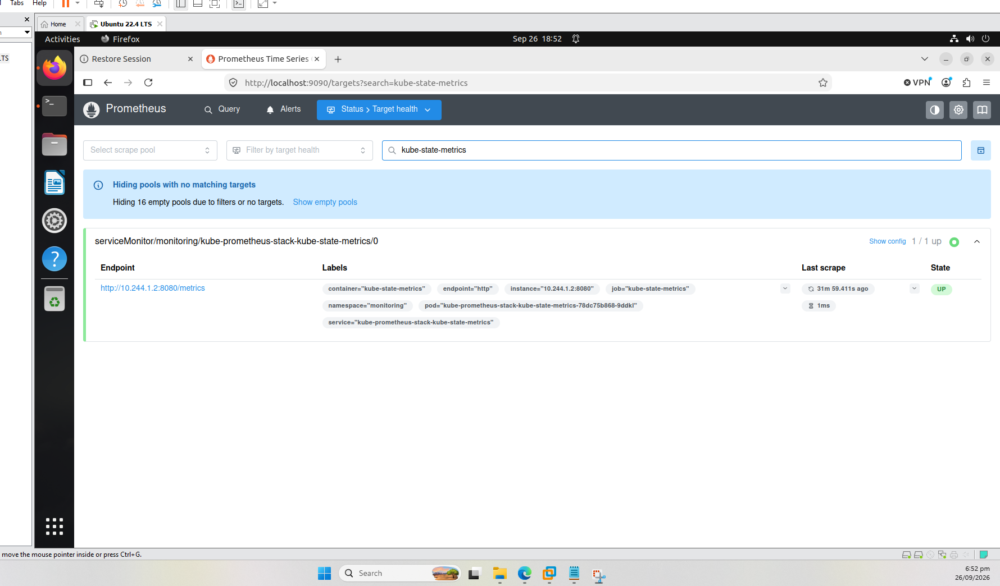 Tabs Help
Home
Ubuntu 22.4 LTS
LTS
Activities
Firefox
Sep 26 18:52
Restore Session
Prometheus Time Series
http://localhost:9090/targets?search=kube-state-metrics
VPN
Prometheus
Query
Alerts
Status > Target health
Select scrape pool
Filter by target health
kube-state-metrics
Hiding pools with no matching targets
Hiding 16 empty pools due to filters or no targets. Show empty pools
serviceMonitor/monitoring/kube-prometheus-stack-kube-state-metrics/0
Show config 1 / 1 up
Endpoint Labels Last scrape State
http://10.244.1.2:8080/metrics
container="kube-state-metrics" endpoint="http" instance="10.244.1.2:8080" job="kube-state-metrics"
31m 59.411s ago
UP
namespace="monitoring" pod="kube-prometheus-stack-kube-state-metrics-78dc75b868-9ddkl"
1ms
service="kube-prometheus-stack-kube-state-metrics"
move the mouse pointer inside or press Ctrl+G.
Search
6:52 pm
26/09/2026